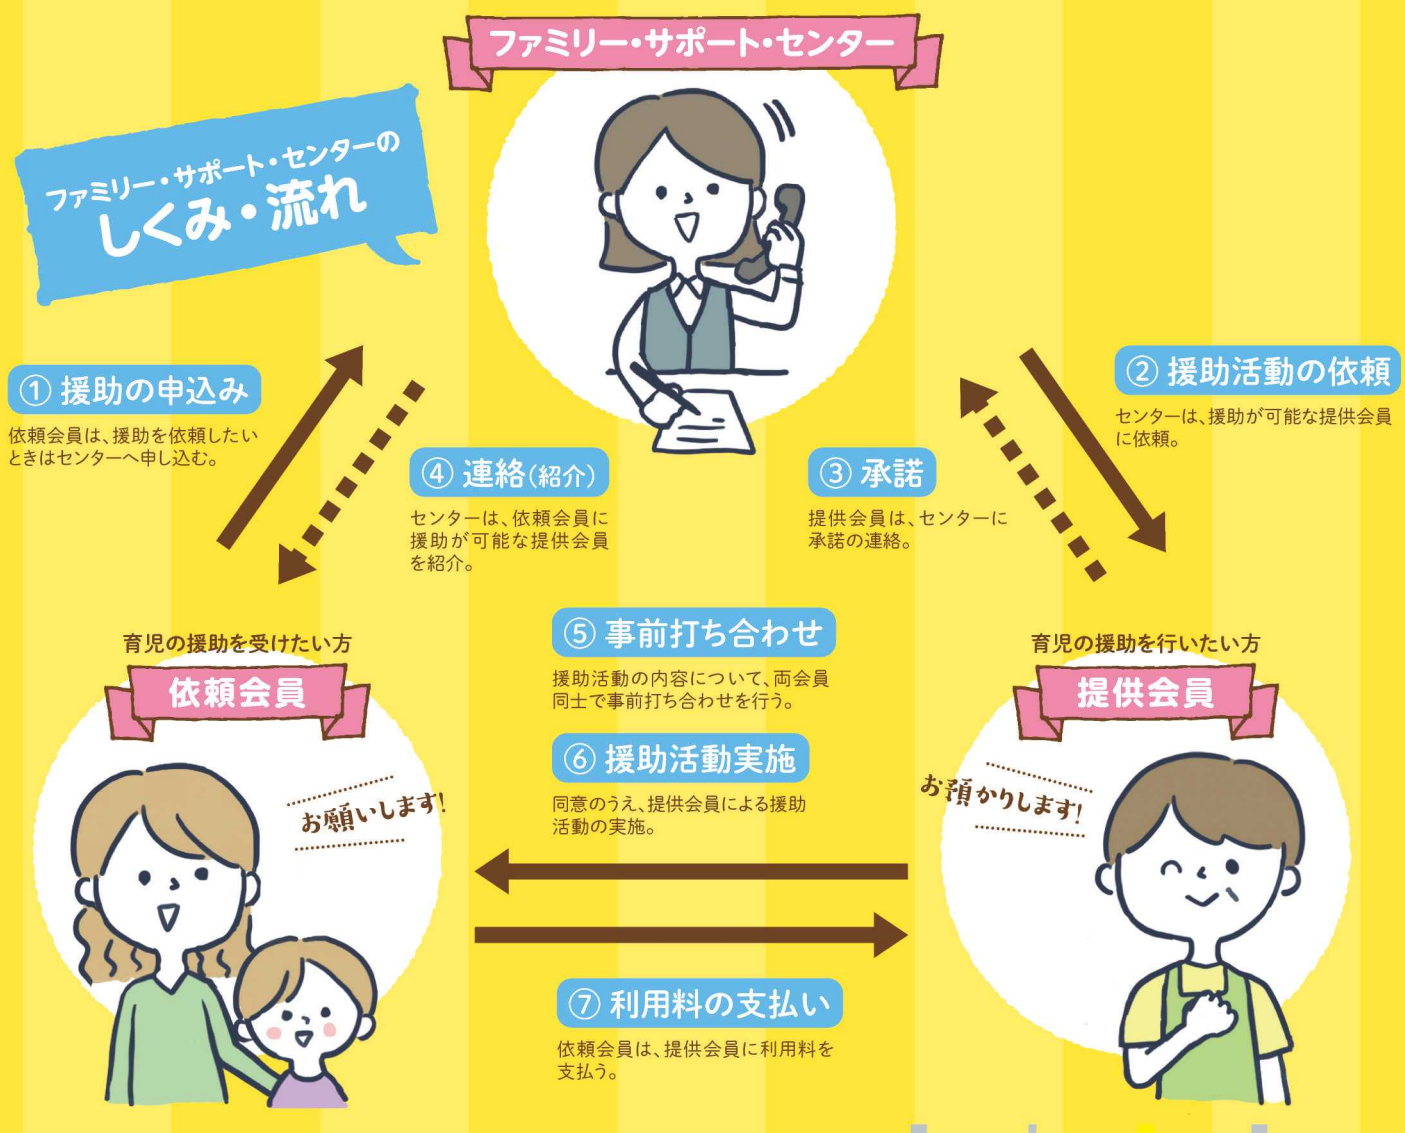 ファミリー・サポート・センター
ファミリー・サポート・センターの
しくみ・流れ
① 援助の申込み
依頼会員は、援助を依頼したい
ときはセンターへ申し込む。
② 援助活動の依頼
センターは、援助が可能な提供会員
に依頼。
④ 連絡(紹介)
センターは、依頼会員に
援助が可能な提供会員
を紹介。
③ 承諾
提供会員は、センターに
承諾の連絡。
育児の援助を受けたい方
依頼会員
お願いします!
⑤ 事前打ち合わせ
援助活動の内容について、両会員
同士で事前打ち合わせを行う。
⑥ 援助活動実施
同意のうえ、提供会員による援助
活動の実施。
育児の援助を行いたい方
提供会員
お預かりします!
⑦ 利用料の支払い
依頼会員は、提供会員に利用料を
支払う。